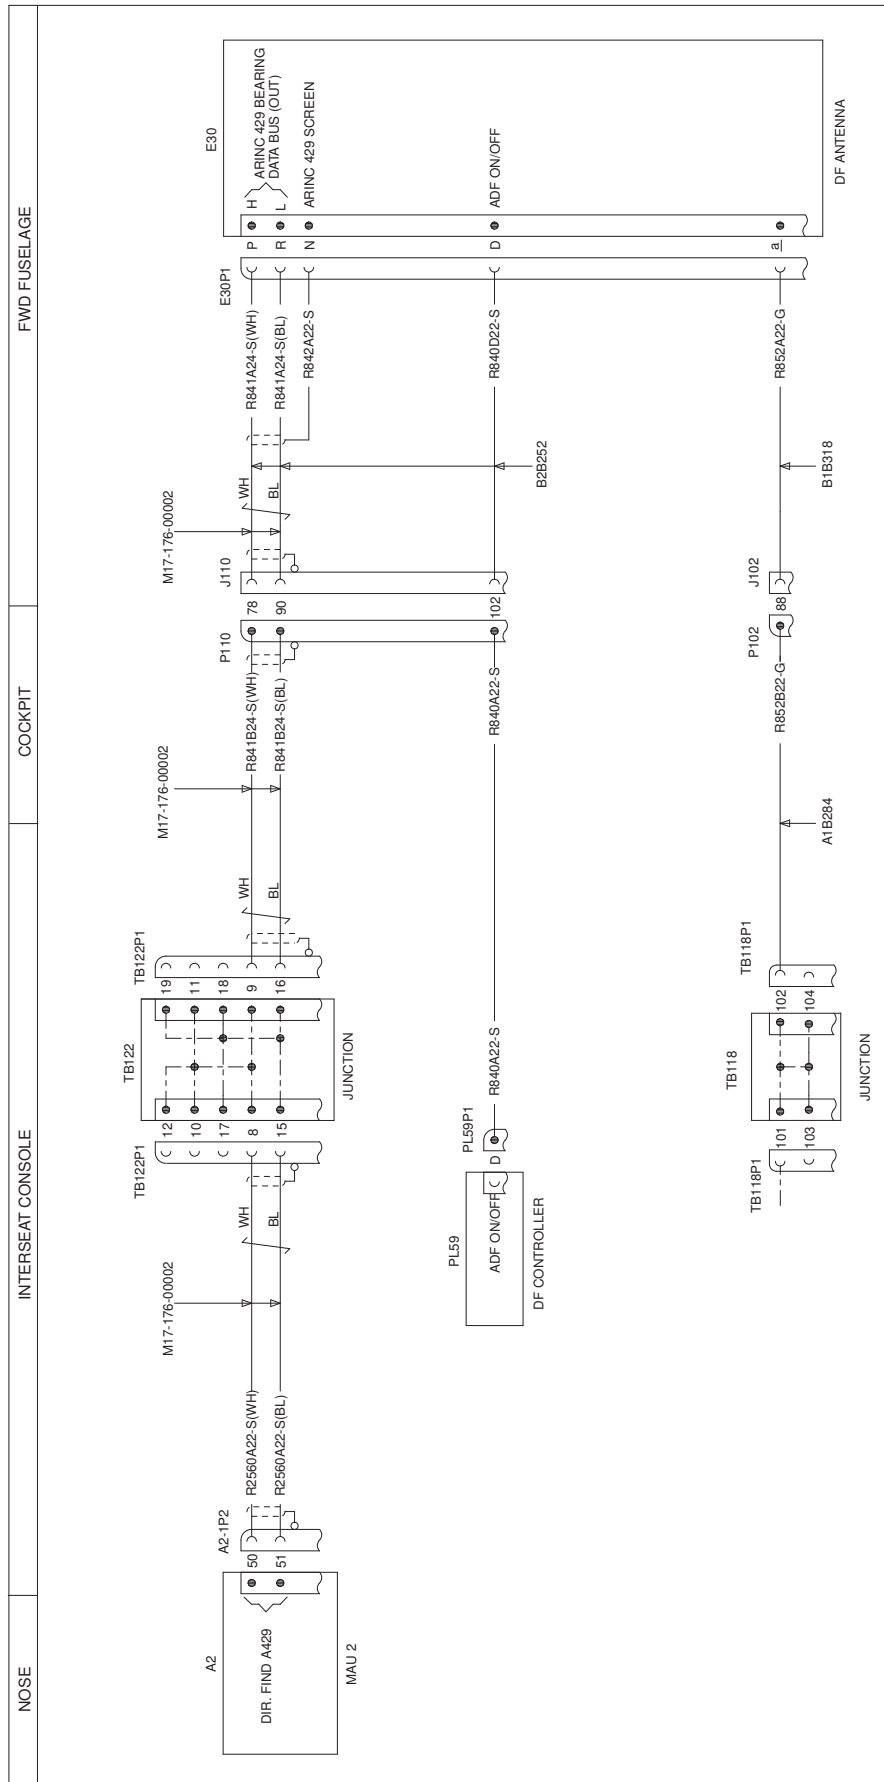 NOSE
INTERSEAT CONSOLE
COCKPIT
FWD FUSELAGE
A2
DIR. FIND A429
MAU 2
50
51
A2-1P2
R2560A22-S(WH)
R2560A22-S(BL)
M17-176-00002
WH
BL
TB122P1
12
10
17
8
15
TB122
JUNCTION
19
11
18
9
16
TB122P1
WH
BL
M17-176-00002
R841B24-S(WH)
R841B24-S(BL)
P110
78
90
102
J110
M17-176-00002
WH
BL
R841A24-S(WH)
R841A24-S(BL)
R842A22-S
E30P1
P
R
N
D
a
E30
H
L
ARINC 429 BEARING
DATA BUS (OUT)
ARINC 429 SCREEN
ADF ON/OFF
DF ANTENNA
PL59
ADF ON/OFF
DF CONTROLLER
D
PL59P1
R840A22-S
R840A22-S
R840D22-S
B2B252
TB118P1
101
103
TB118
JUNCTION
102
104
TB118P1
A1B284
R852B22-G
P102
88
J102
B1B318
R852A22-G